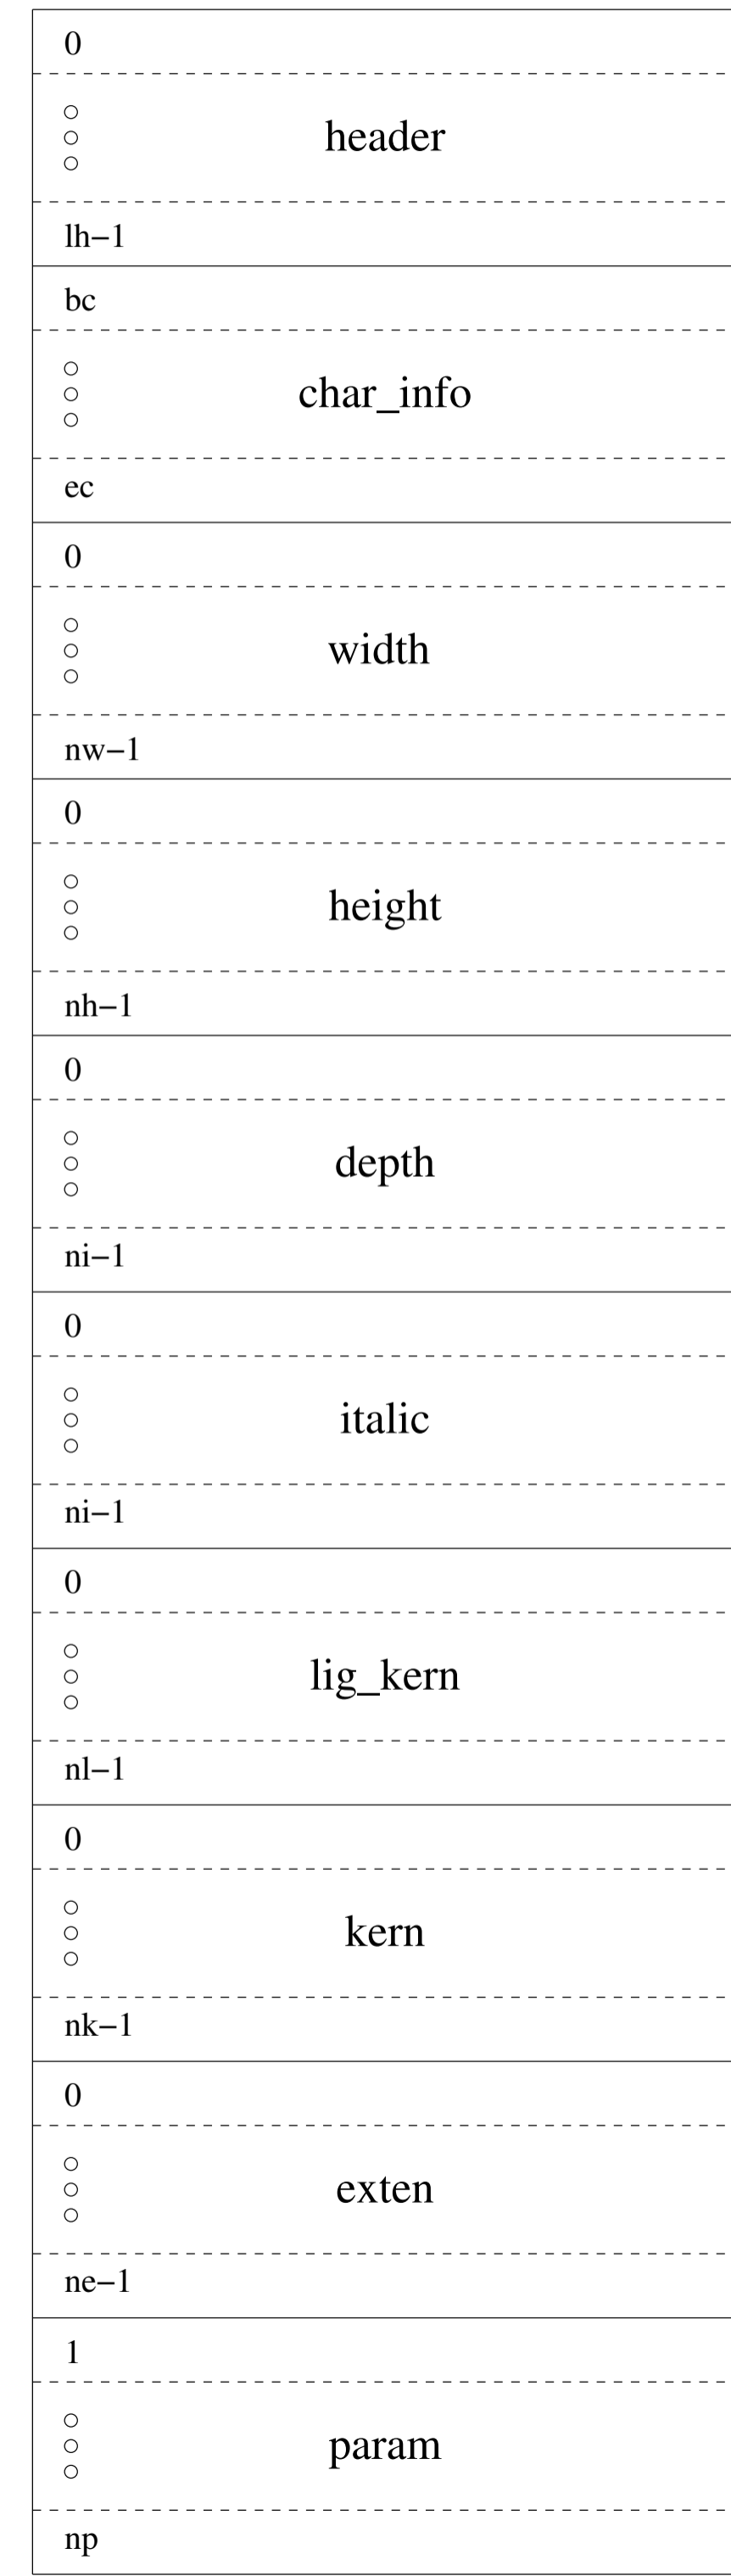 0
header
lh−1
bc
char_info
ec
0
width
nw−1
0
height
nh−1
0
depth
ni−1
0
italic
ni−1
0
lig_kern
nl−1
0
kern
nk−1
0
exten
ne−1
1
param
np